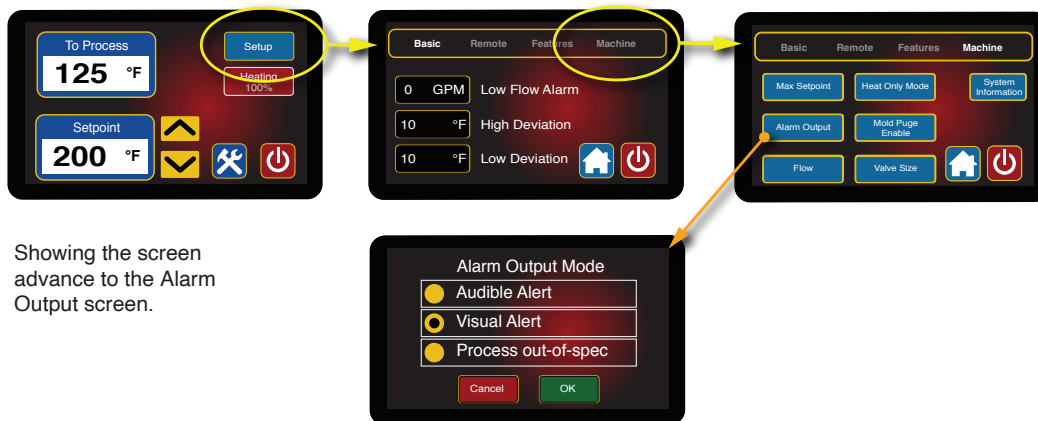 To Process
125 °F
Setup
Heating
100%
Setpoint
200 °F
Basic Remote Features Machine
0 GPM Low Flow Alarm
10 °F High Deviation
10 °F Low Deviation
Basic Remote Features Machine
Max Setpoint Heat Only Mode System
Information
Alarm Output Mold Puge
Enable
Flow Valve Size
Showing the screen
advance to the Alarm
Output screen.
Alarm Output Mode
Audible Alert
Visual Alert
Process out-of-spec
Cancel OK